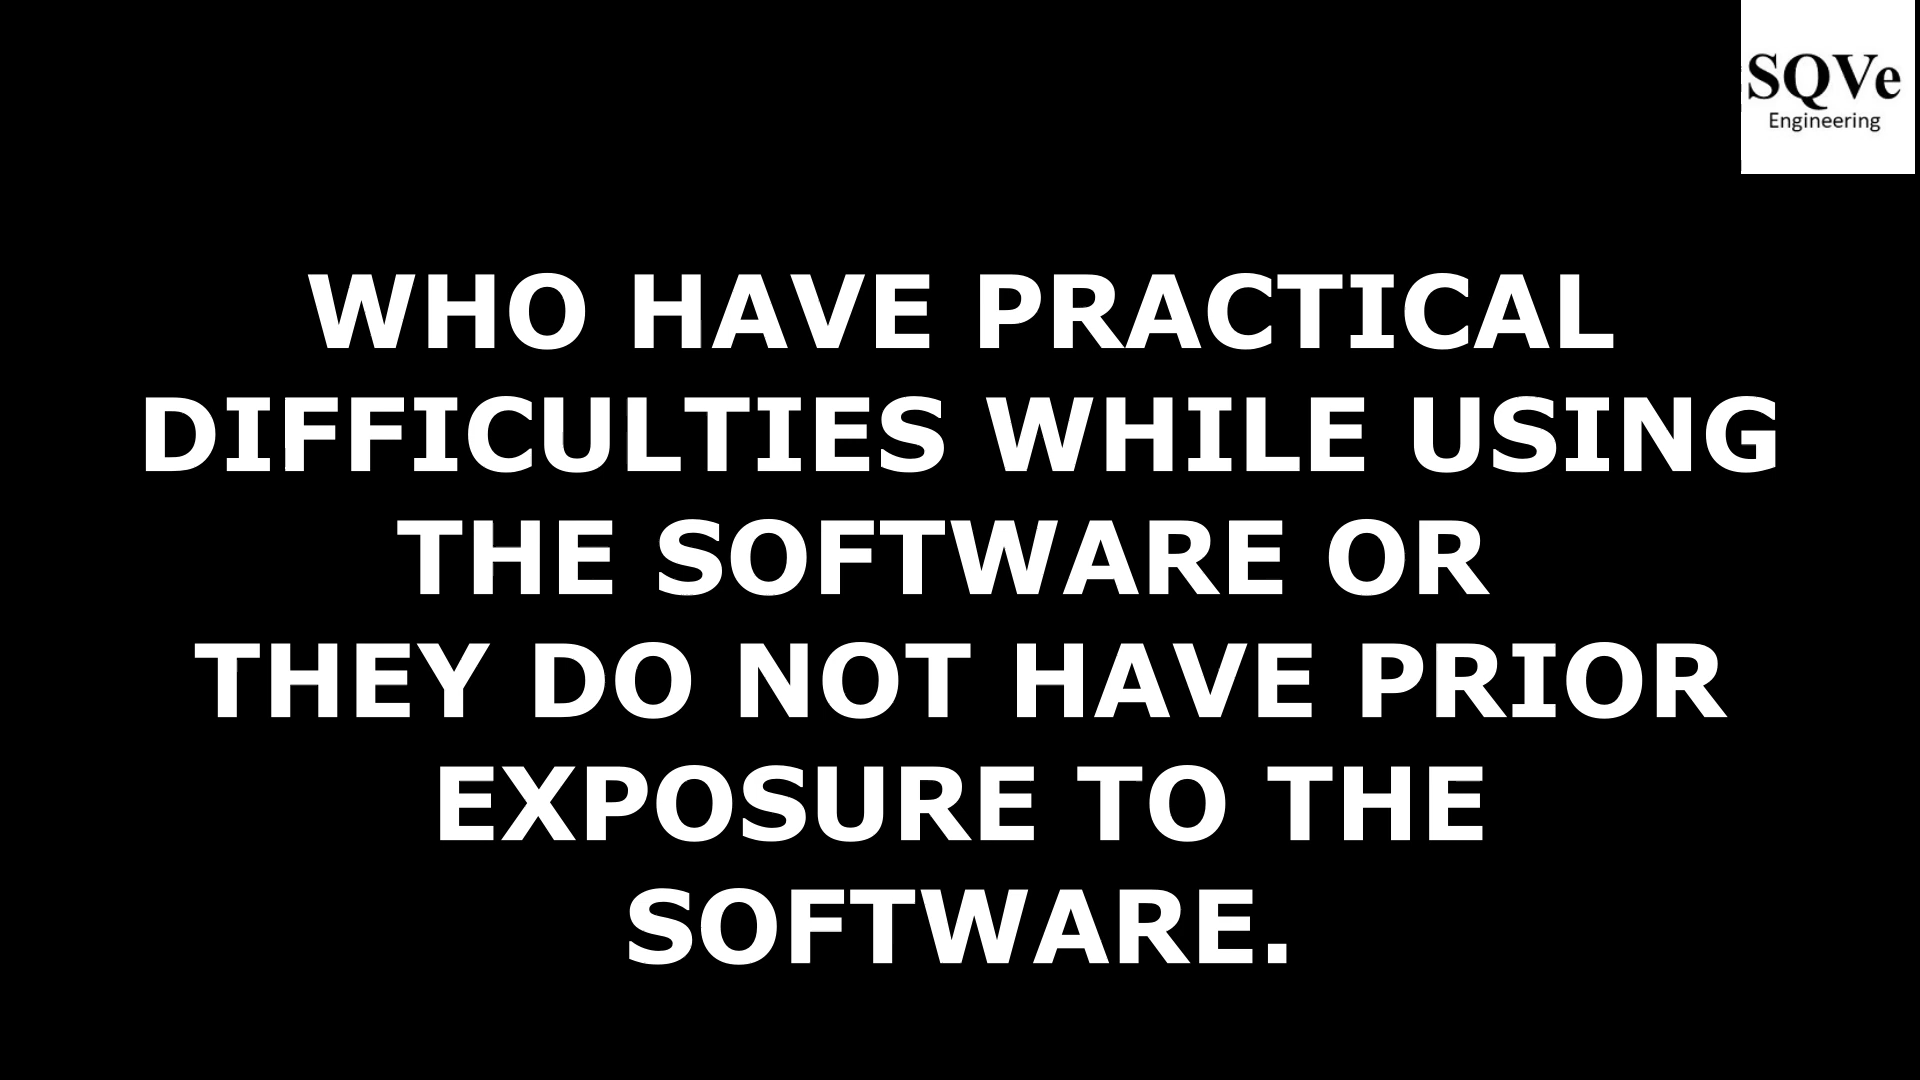 SQVe
Engineering
WHO HAVE PRACTICAL
DIFFICULTIES WHILE USING
THE SOFTWARE OR
THEY DO NOT HAVE PRIOR
EXPOSURE TO THE
SOFTWARE.